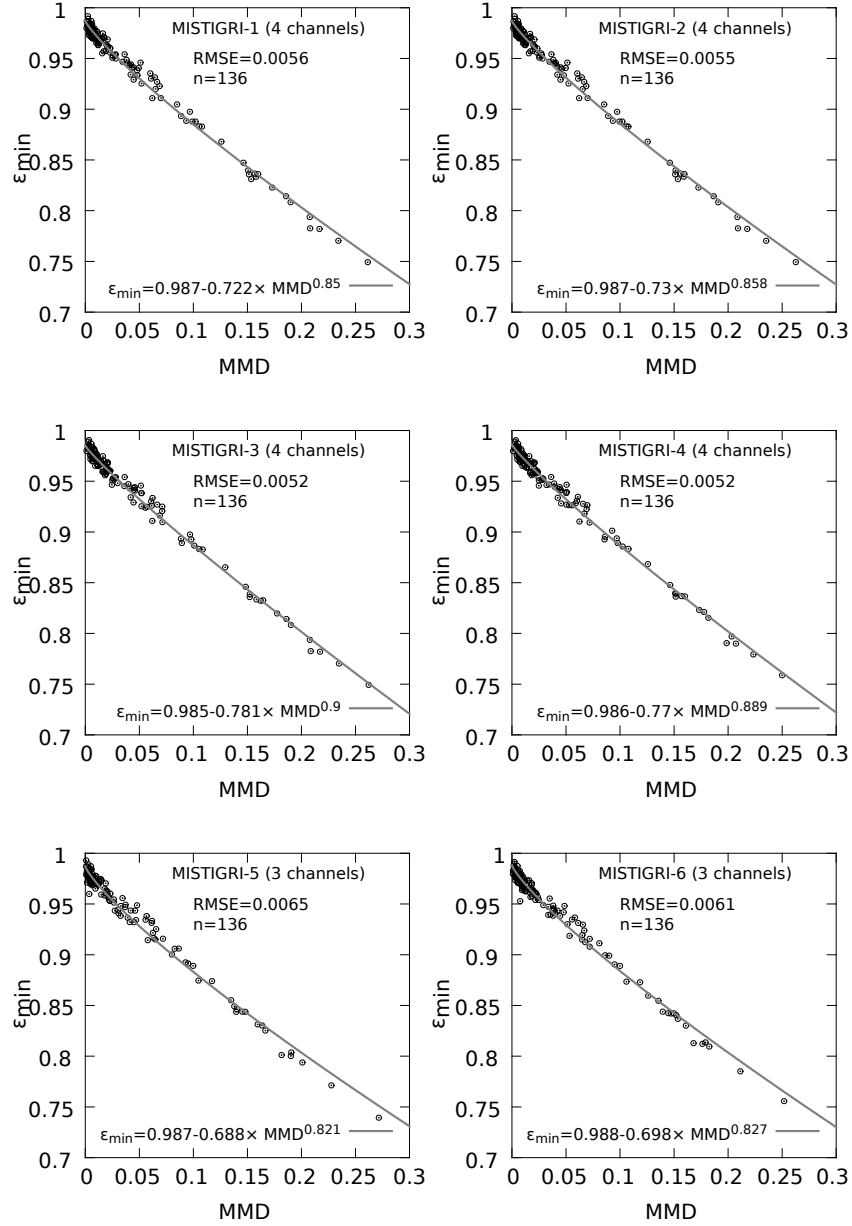 MISTIGRI-1 (4 channels)
RMSE=0.0056
n=136
εmin=0.987-0.722× MMD^0.85
1
0.95
0.9
0.85
0.8
0.75
0.7
0 0.05 0.1 0.15 0.2 0.25 0.3
εmin
MMD
MISTIGRI-2 (4 channels)
RMSE=0.0055
n=136
εmin=0.987-0.73× MMD^0.858
1
0.95
0.9
0.85
0.8
0.75
0.7
0 0.05 0.1 0.15 0.2 0.25 0.3
εmin
MMD
MISTIGRI-3 (4 channels)
RMSE=0.0052
n=136
εmin=0.985-0.781× MMD^0.9
1
0.95
0.9
0.85
0.8
0.75
0.7
0 0.05 0.1 0.15 0.2 0.25 0.3
εmin
MMD
MISTIGRI-4 (4 channels)
RMSE=0.0052
n=136
εmin=0.986-0.77× MMD^0.889
1
0.95
0.9
0.85
0.8
0.75
0.7
0 0.05 0.1 0.15 0.2 0.25 0.3
εmin
MMD
MISTIGRI-5 (3 channels)
RMSE=0.0065
n=136
εmin=0.987-0.688× MMD^0.821
1
0.95
0.9
0.85
0.8
0.75
0.7
0 0.05 0.1 0.15 0.2 0.25 0.3
εmin
MMD
MISTIGRI-6 (3 channels)
RMSE=0.0061
n=136
εmin=0.988-0.698× MMD^0.827
1
0.95
0.9
0.85
0.8
0.75
0.7
0 0.05 0.1 0.15 0.2 0.25 0.3
εmin
MMD